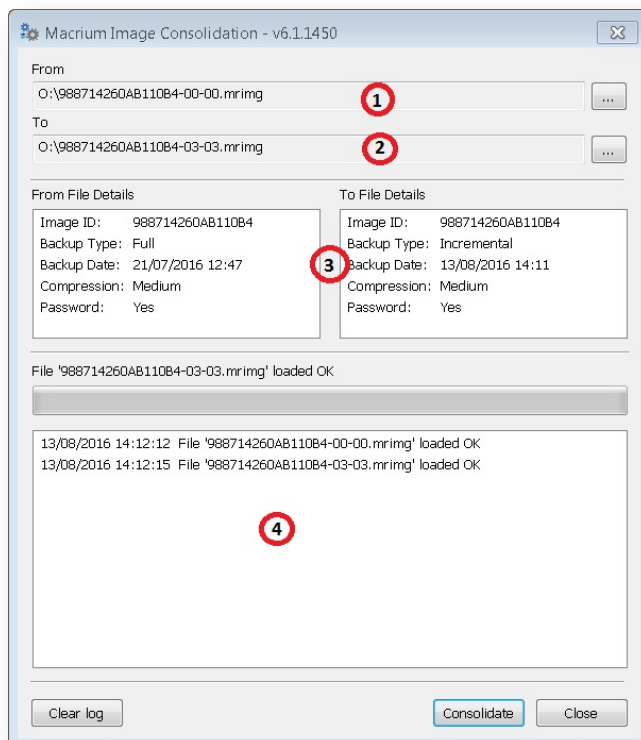 Macrium Image Consolidation - v6.1.1450
From
O:\988714260AB110B4-00-00.mrimg
1
...
To
O:\988714260AB110B4-03-03.mrimg
2
...
From File Details
Image ID: 988714260AB110B4
Backup Type: Full
Backup Date: 21/07/2016 12:47
Compression: Medium
Password: Yes
3
To File Details
Image ID: 988714260AB110B4
Backup Type: Incremental
Backup Date: 13/08/2016 14:11
Compression: Medium
Password: Yes
File '988714260AB110B4-03-03.mrimg' loaded OK
13/08/2016 14:12:12 File '988714260AB110B4-00-00.mrimg' loaded OK
13/08/2016 14:12:15 File '988714260AB110B4-03-03.mrimg' loaded OK
4
Clear log
Consolidate
Close